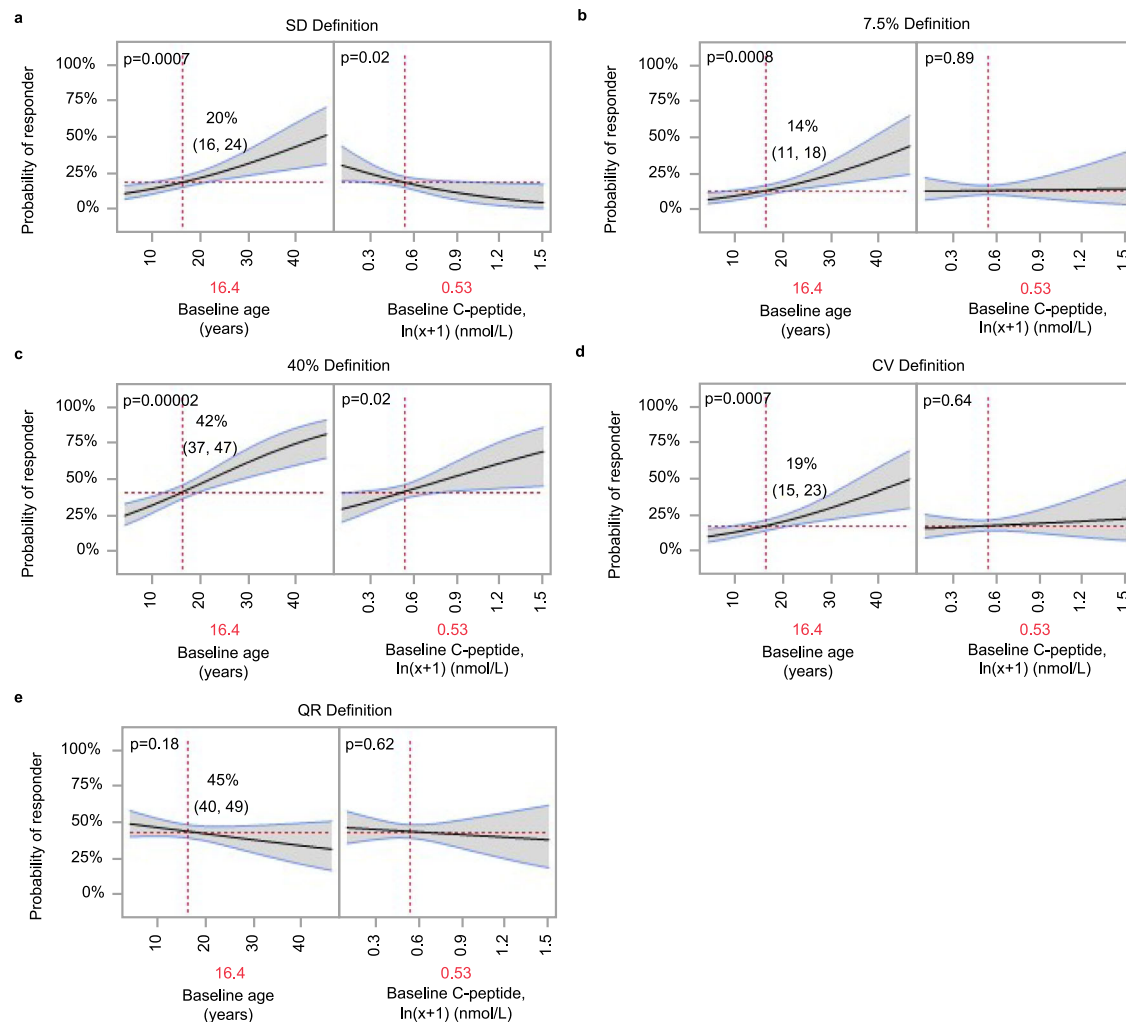 a
SD Definition
Probability of responder
100%
75%
50%
25%
0%
p=0.0007
20%
(16, 24)
p=0.02
10
20
30
40
0.3
0.6
0.9
1.2
1.5
16.4
0.53
Baseline age
(years)
Baseline C-peptide,
ln(x+1) (nmol/L)
b
7.5% Definition
Probability of responder
100%
75%
50%
25%
0%
p=0.0008
14%
(11, 18)
p=0.89
10
20
30
40
0.3
0.6
0.9
1.2
1.5
16.4
0.53
Baseline age
(years)
Baseline C-peptide,
ln(x+1) (nmol/L)
c
40% Definition
Probability of responder
100%
75%
50%
25%
0%
p=0.00002
42%
(37, 47)
p=0.02
10
20
30
40
0.3
0.6
0.9
1.2
1.5
16.4
0.53
Baseline age
(years)
Baseline C-peptide,
ln(x+1) (nmol/L)
d
CV Definition
Probability of responder
100%
75%
50%
25%
0%
p=0.0007
19%
(15, 23)
p=0.64
10
20
30
40
0.3
0.6
0.9
1.2
1.5
16.4
0.53
Baseline age
(years)
Baseline C-peptide,
ln(x+1) (nmol/L)
e
QR Definition
Probability of responder
100%
75%
50%
25%
0%
p=0.18
45%
(40, 49)
p=0.62
10
20
30
40
0.3
0.6
0.9
1.2
1.5
16.4
0.53
Baseline age
(years)
Baseline C-peptide,
ln(x+1) (nmol/L)